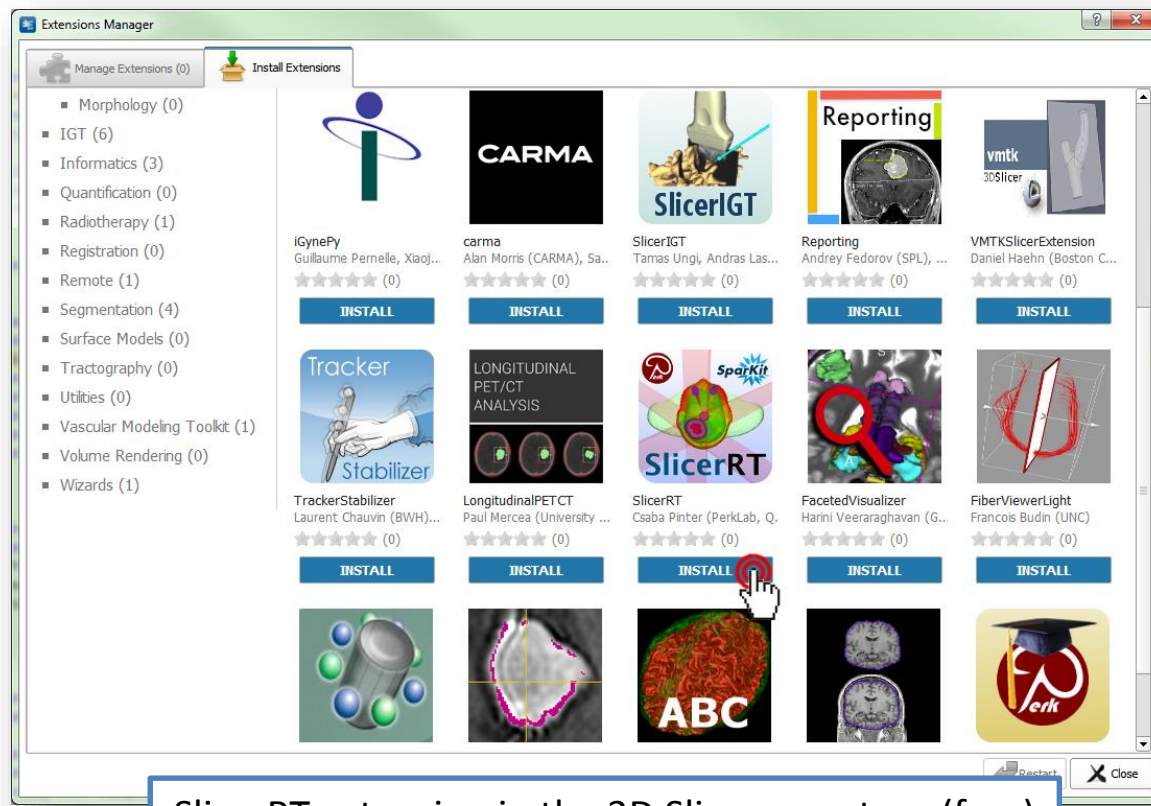 Extensions Manager
Manage Extensions (0)
Install Extensions
Morphology (0)
IGT (6)
Informatics (3)
Quantification (0)
Radiotherapy (1)
Registration (0)
Remote (1)
Segmentation (4)
Surface Models (0)
Tractography (0)
Utilities (0)
Vascular Modeling Toolkit (1)
Volume Rendering (0)
Wizards (1)
CARMA
SlicerIGT
Reporting
vmtk
3DSlicer
iGynePy
Guillaume Pernelle, Xiaoj...
(0)
INSTALL
carma
Alan Morris (CARMA), Sa..
(0)
INSTALL
SlicerIGT
Tamas Ungi, Andras Las...
(0)
INSTALL
Reporting
Andrey Fedorov (SPL), ...
(0)
INSTALL
VMTKSlicerExtension
Daniel Haehn (Boston C...
(0)
INSTALL
Tracker
Stabilizer
LONGITUDINAL
PET/CT
ANALYSIS
Perk
SparKit
SlicerRT
S
A
TrackerStabilizer
Laurent Chauvin (BWH)...
(0)
INSTALL
LongitudinalPETCT
Paul Mercea (University ...
(0)
INSTALL
SlicerRT
Csaba Pinter (PerkLab, Q.
(0)
INSTALL
FacetedVisualizer
Harini Veeraraghavan (G...
(0)
INSTALL
FiberViewerLight
Francois Budin (UNC)
(0)
INSTALL
ABC
Perk
Restart
Close